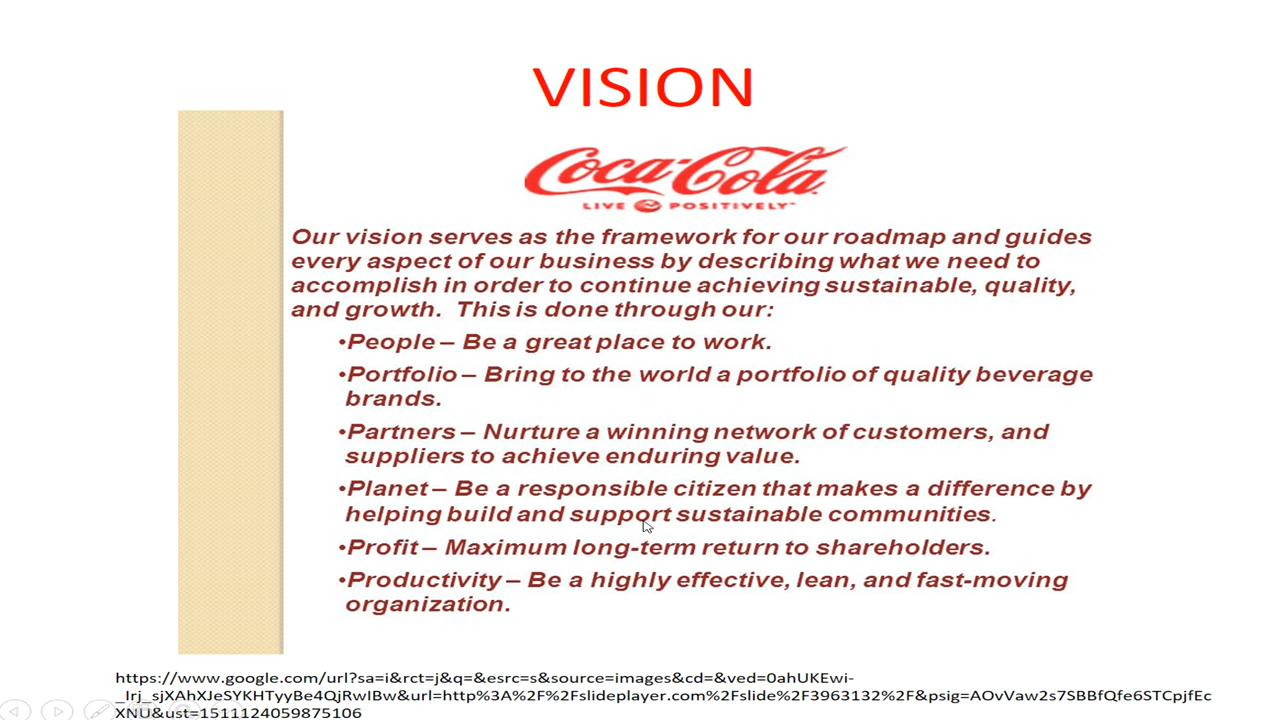 VISION
Coca-Cola
LIVE POSITIVELY™
Our vision serves as the framework for our roadmap and guides
every aspect of our business by describing what we need to
accomplish in order to continue achieving sustainable, quality,
and growth.  This is done through our:
•People – Be a great place to work.
•Portfolio – Bring to the world a portfolio of quality beverage
brands.
•Partners – Nurture a winning network of customers, and
suppliers to achieve enduring value.
•Planet – Be a responsible citizen that makes a difference by
helping build and support sustainable communities.
•Profit – Maximum long-term return to shareholders.
•Productivity – Be a highly effective, lean, and fast-moving
organization.
https://www.google.com/url?sa=i&rct=j&q=&esrc=s&source=images&cd=&ved=0ahUKEwi-
_Irj_sjXAhXJeSYKHTyyBe4QjRwIBw&url=http%3A%2F%2Fslideplayer.com%2Fslide%2F3963132%2F&psig=AOvVaw2s7SBBfQfe6STCpjfEc
XNU&ust=1511124059875106